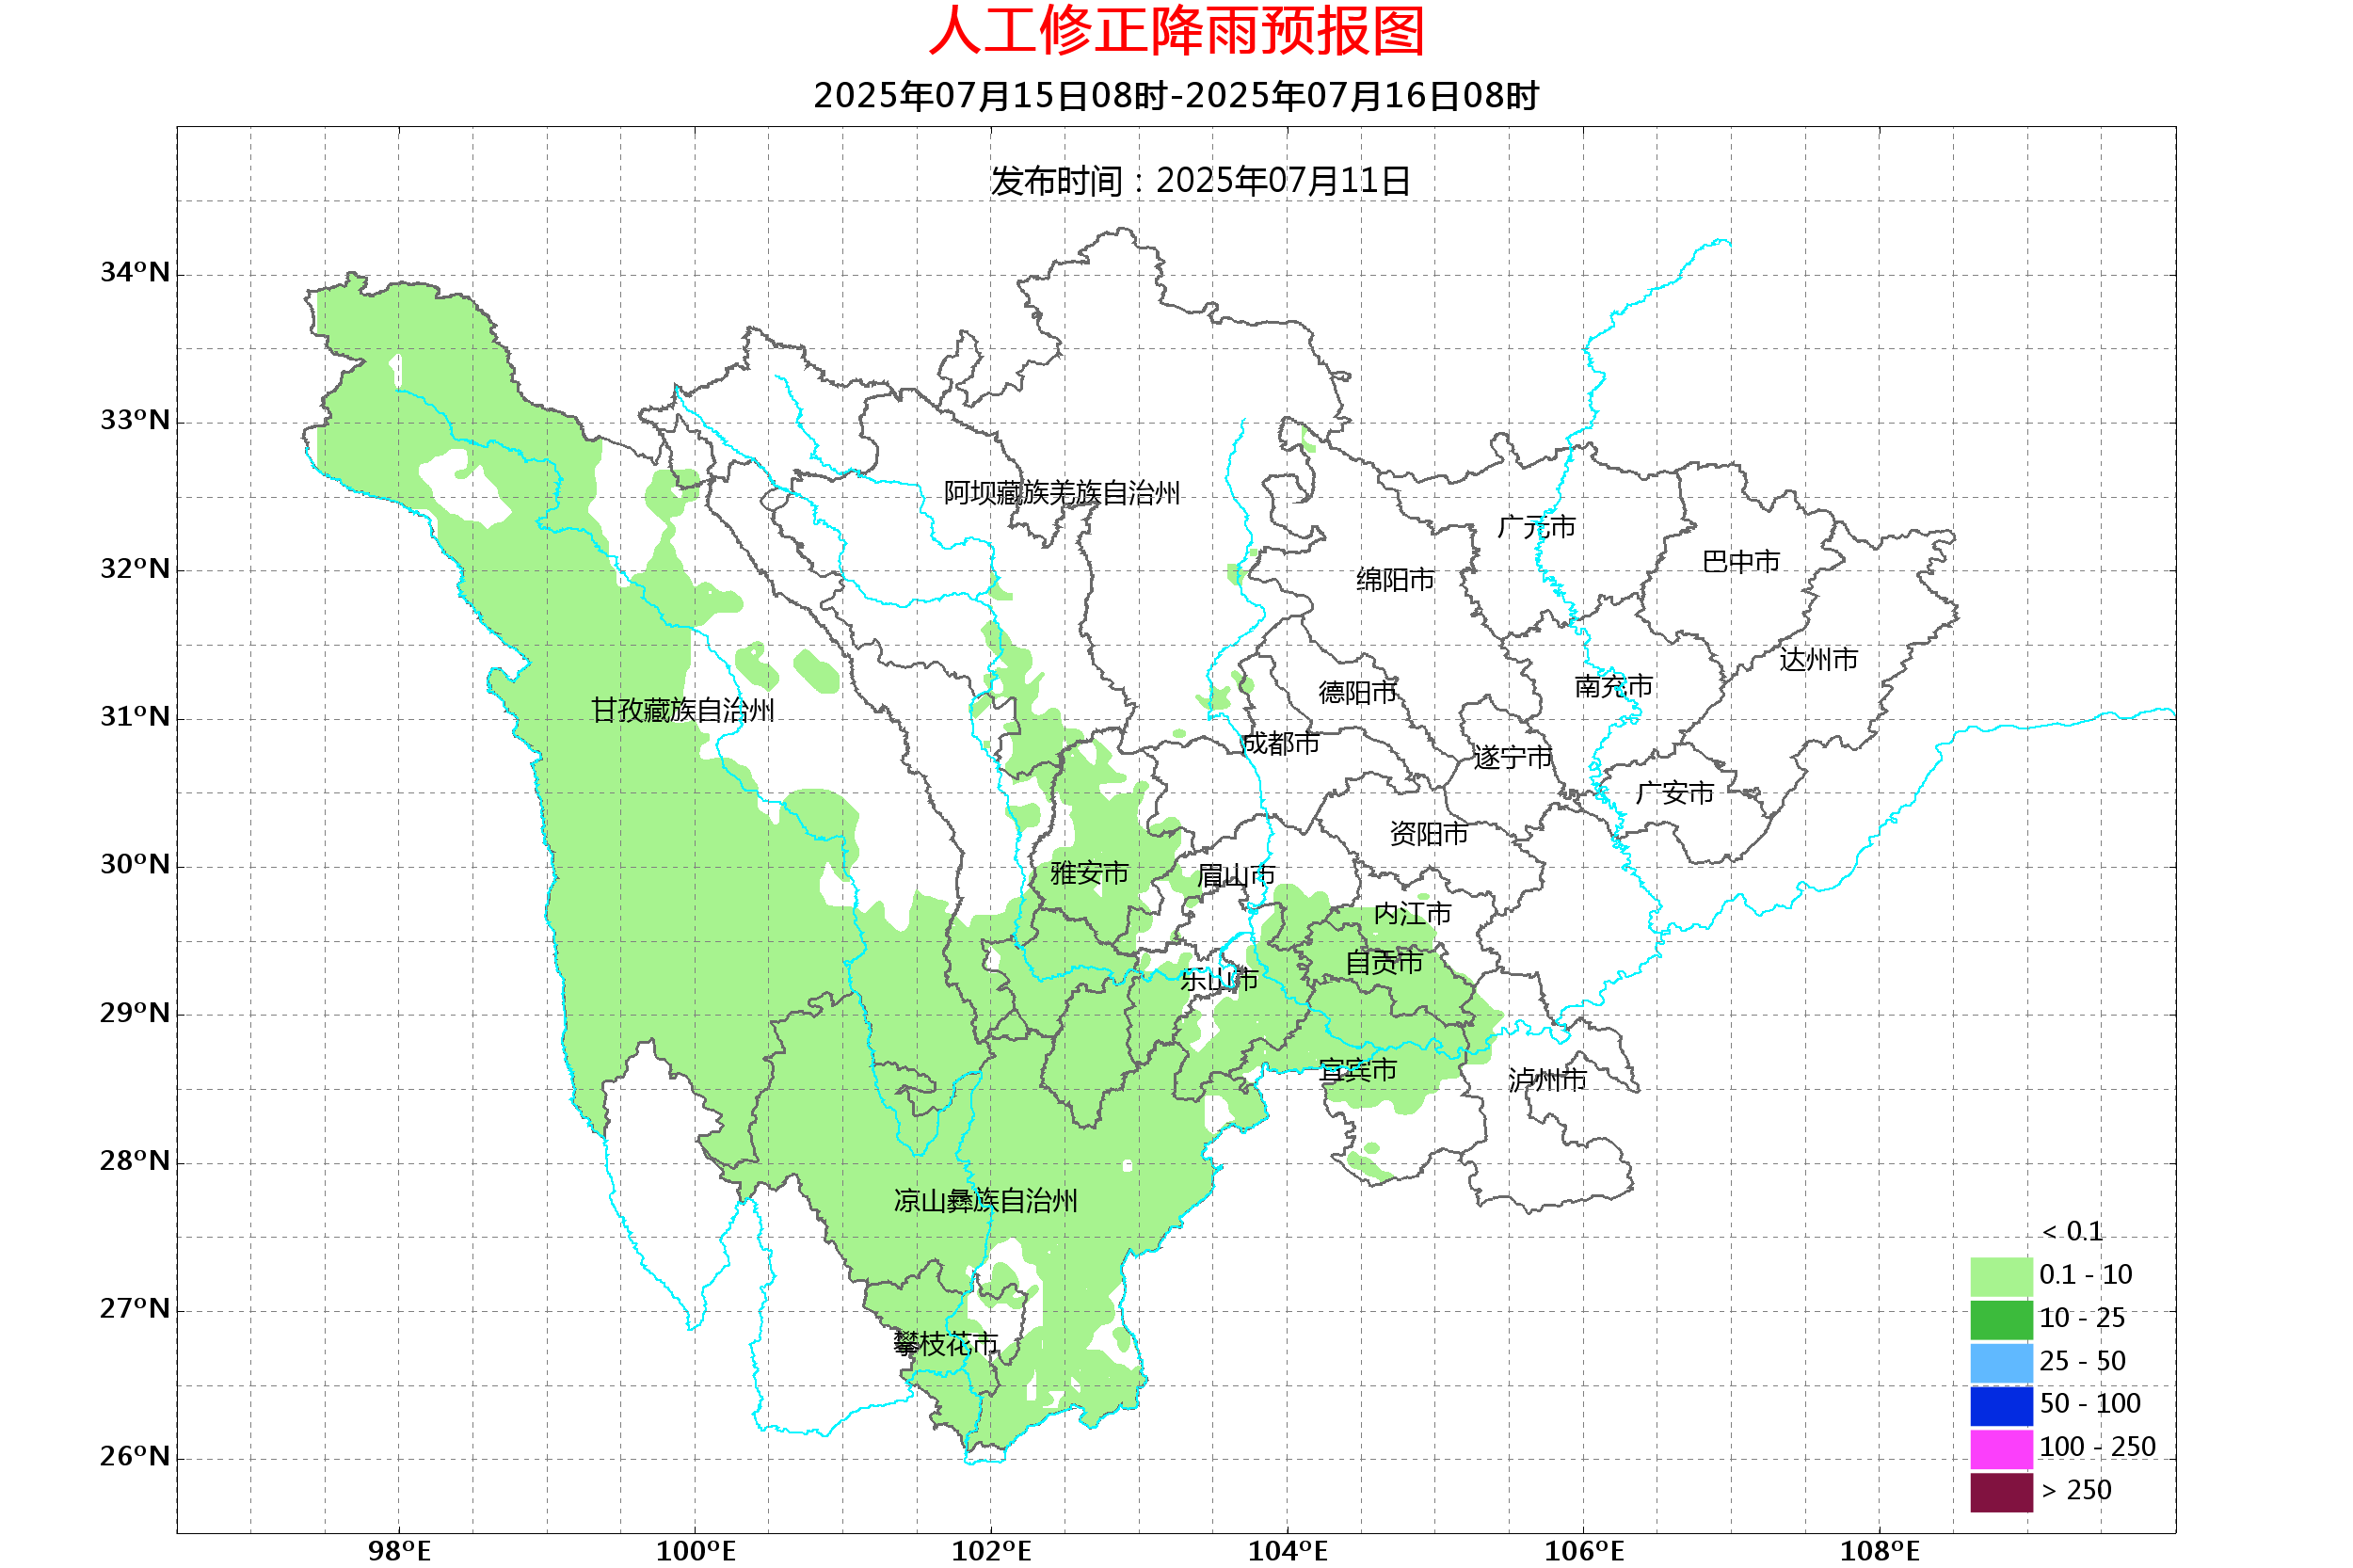 人工修正降雨预报图
2025年07月15日08时-2025年07月16日08时
发布时间：2025年07月11日
34°N
33°N
阿坝藏族羌族自治州
广元市
巴中市
32°N
绵阳市
达州市
南充市
德阳市
甘孜藏族自治州
31°N
成都市
遂宁市
广安市
资阳市
30°N
雅安市
眉山市
内江市
自贡市
乐山市
29°N
宜宾市
泸州市
28°N
凉山彝族自治州
27°N
攀枝花市
26°N
< 0.1
0.1 - 10
10 - 25
25 - 50
50 - 100
100 - 250
> 250
98°E
100°E
102°E
104°E
106°E
108°E